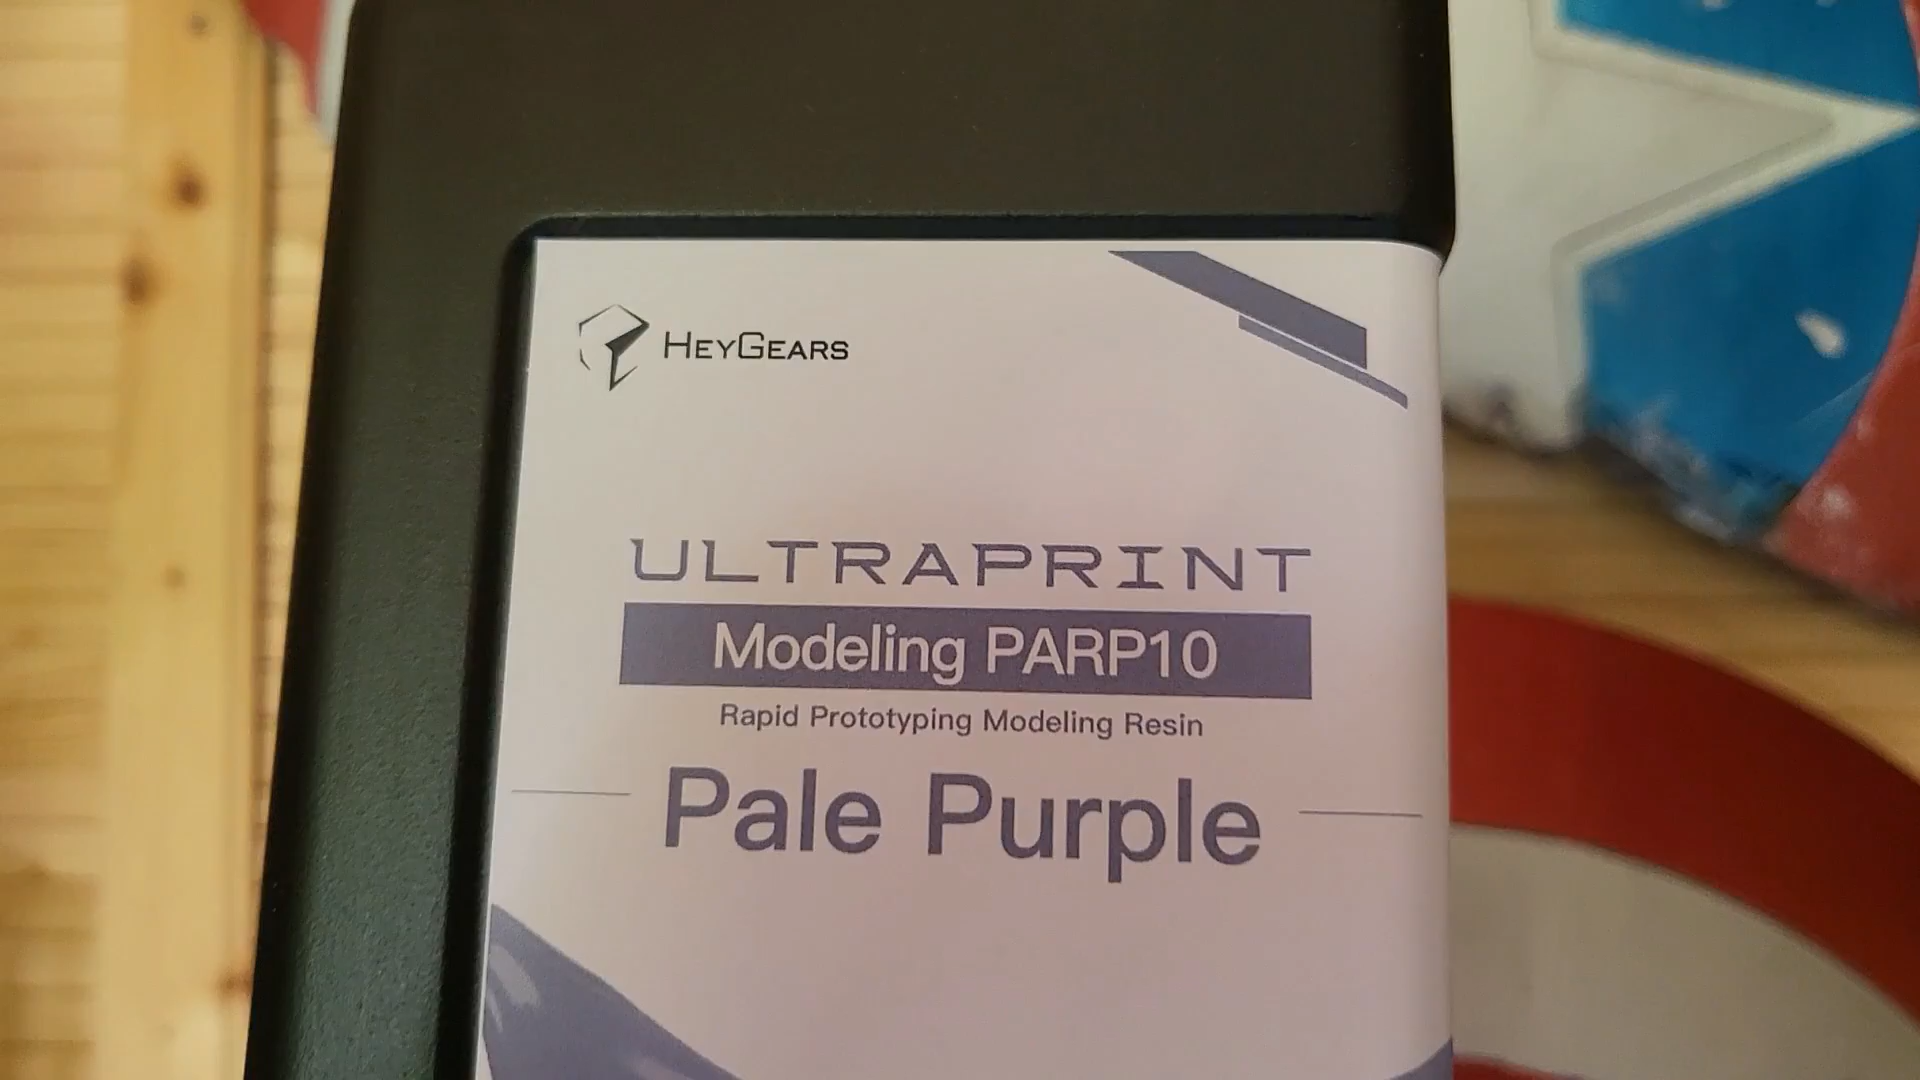 HEYGEARS
ULTRAPRINT
Modeling PARP10
Rapid Prototyping Modeling Resin
Pale Purple